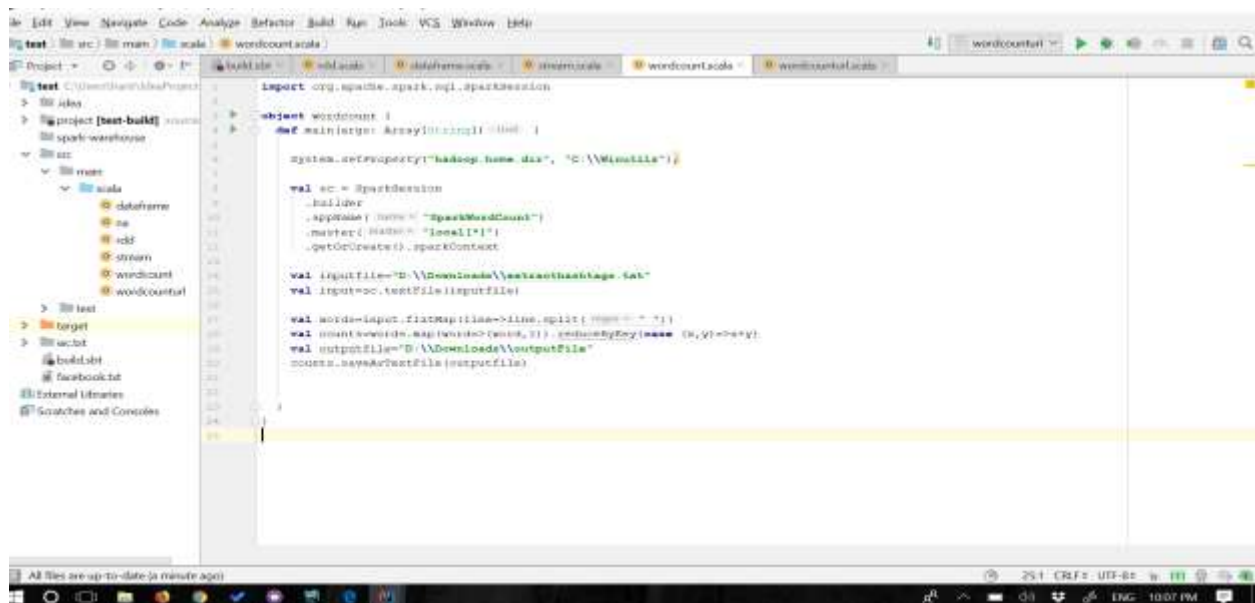 Edit View Navigate Code Analyze Refactor Build Run Tools VCS Window Help
test src main scala wordcount.scala
wordcounturl
Project
build.sbt rdd.scala dataframe.scala stream.scala wordcount.scala wordcounturl.scala
test
.idea
project [test-build]
spark-warehouse
src
main
scala
dataframe
rdd
stream
wordcount
wordcounturl
test
target
build.sbt
facebook.txt
External Libraries
Scratches and Consoles
import org.apache.spark.sql.SparkSession
object wordcount {
def main(args: Array[String]) {
System.setProperty("hadoop.home.dir", "C:\\Winutils");
val sc = SparkSession
.builder
.appName( "SparkWordCount")
.master( "local[*]")
.getOrCreate().sparkContext
val inputfile="D:\\Downloads\\extracthashtags.txt"
val input=sc.textFile(inputfile)
val words=input.flatMap(line=>line.split( " "))
val counts=words.map(word=>(word,1)).reduceByKey{case (x,y)=>x+y}
val outputfile="D:\\Downloads\\outputFile"
counts.saveAsTextFile(outputfile)
}
}
All files are up-to-date (a minute ago)
25:1 CRLF UTF-8
ENG 10:07 PM